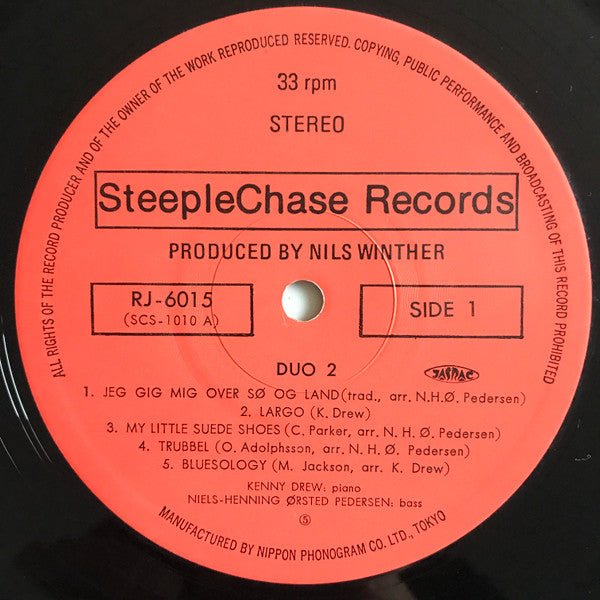 ALL RIGHTS OF THE RECORD PRODUCER AND OF THE OWNER OF THE WORK REPRODUCED RESERVED. COPYING, PUBLIC PERFORMANCE AND BROADCASTING OF THIS RECORD PROHIBITED
33 rpm
STEREO
SteepleChase Records
PRODUCED BY NILS WINTHER
RJ-6015
(SCS-1010 A)
SIDE 1
DUO 2
JASRAC
1. JEG GIG MIG OVER SØ OG LAND (trad., arr. N.H.Ø. Pedersen)
2. LARGO (K. Drew)
3. MY LITTLE SUEDE SHOES (C. Parker, arr. N. H. Ø. Pedersen)
4. TRUBBEL (O. Adolphsson, arr. N. H. Ø. Pedersen)
5. BLUESOLOGY (M. Jackson, arr. K. Drew)
KENNY DREW: piano
NIELS-HENNING ØRSTED PEDERSEN: bass
⑤
MANUFACTURED BY NIPPON PHONOGRAM CO. LTD., TOKYO